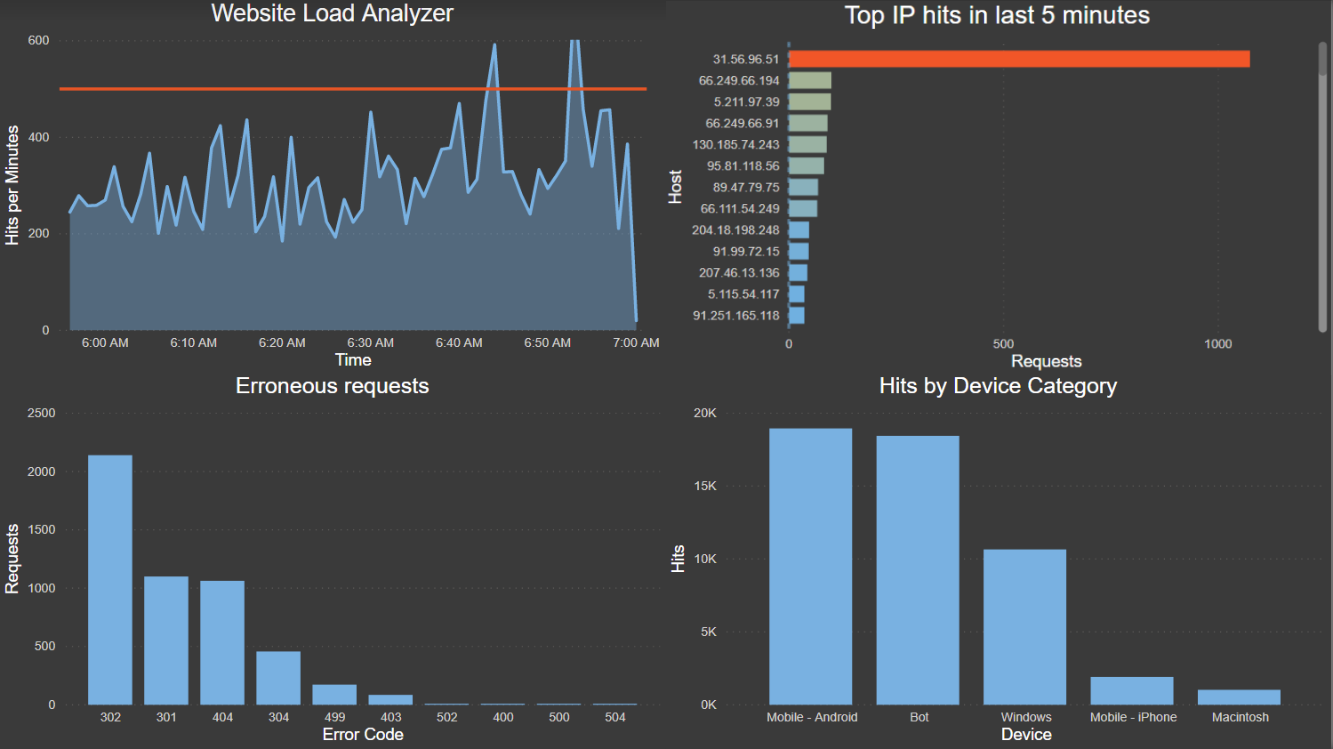 Website Load Analyzer
600
400
200
0
Hits per Minutes
6:00 AM 6:10 AM 6:20 AM 6:30 AM 6:40 AM 6:50 AM 7:00 AM
Time
Top IP hits in last 5 minutes
Host
31.56.96.51
66.249.66.194
5.211.97.39
66.249.66.91
130.185.74.243
95.81.118.56
89.47.79.75
66.111.54.249
204.18.198.248
91.99.72.15
207.46.13.136
5.115.54.117
91.251.165.118
0 500 1000
Requests
Erroneous requests
2500
2000
1500
1000
500
0
Requests
302 301 404 304 499 403 502 400 500 504
Error Code
Hits by Device Category
20K
15K
10K
5K
0K
Hits
Mobile - Android Bot Windows Mobile - iPhone Macintosh
Device